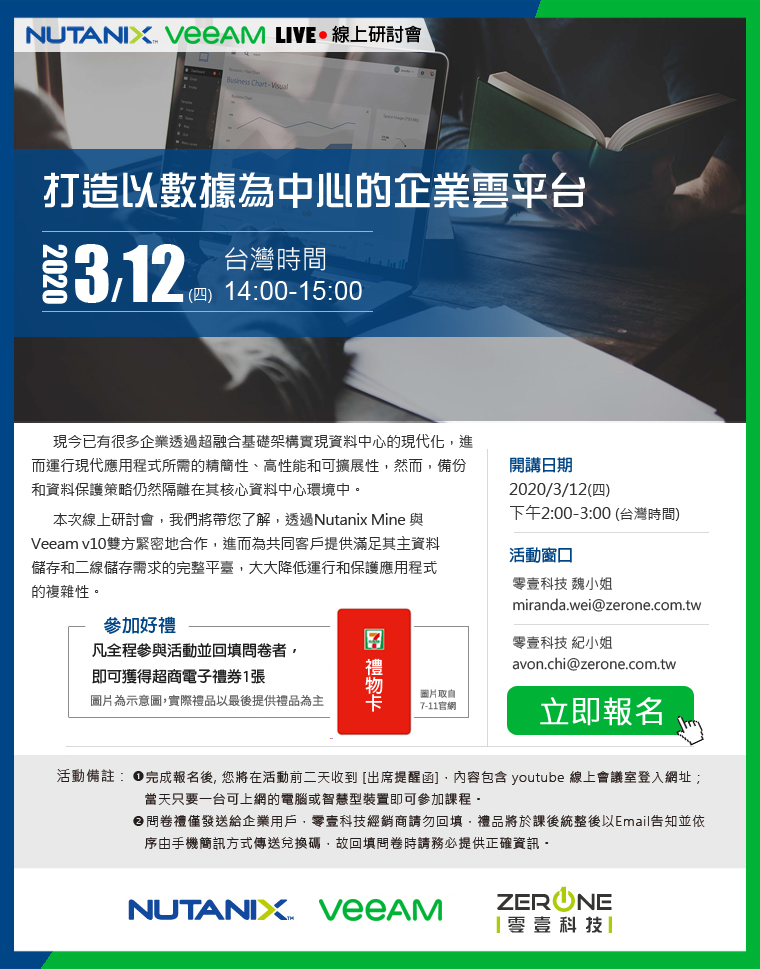 NUTANIX™ veeAM LIVE•線上研討會
Business Chart - Visual
打造以數據為中心的企業雲平台
2020
3/12(四)
台灣時間
14:00-15:00
現今已有很多企業透過超融合基礎架構實現資料中心的現代化，進
而運行現代應用程式所需的精簡性、高性能和可擴展性，然而，備份
和資料保護策略仍然隔離在其核心資料中心環境中。
本次線上研討會，我們將帶您了解，透過Nutanix Mine 與
Veeam v10雙方緊密地合作，進而為共同客戶提供滿足其主資料
儲存和二線儲存需求的完整平臺，大大降低運行和保護應用程式
的複雜性。
參加好禮
凡全程參與活動並回填問卷者，
即可獲得超商電子禮券1張
圖片為示意圖，實際禮品以最後提供禮品為主
禮物卡
圖片取自
7-11官網
開講日期
2020/3/12(四)
下午2:00-3:00 (台灣時間)
活動窗口
零壹科技 魏小姐
miranda.wei@zerone.com.tw
零壹科技 紀小姐
avon.chi@zerone.com.tw
立即報名
活動備註： ❶完成報名後, 您將在活動前二天收到 [出席提醒函]，內容包含 youtube 線上會議室登入網址；
當天只要一台可上網的電腦或智慧型裝置即可參加課程。
❷問卷禮僅發送給企業用戶，零壹科技經銷商請勿回填，禮品將於課後統整後以Email告知並依
序由手機簡訊方式傳送兌換碼，故回填問卷時請務必提供正確資訊。
NUTANIX™ veeAM ZERONE
零壹科技